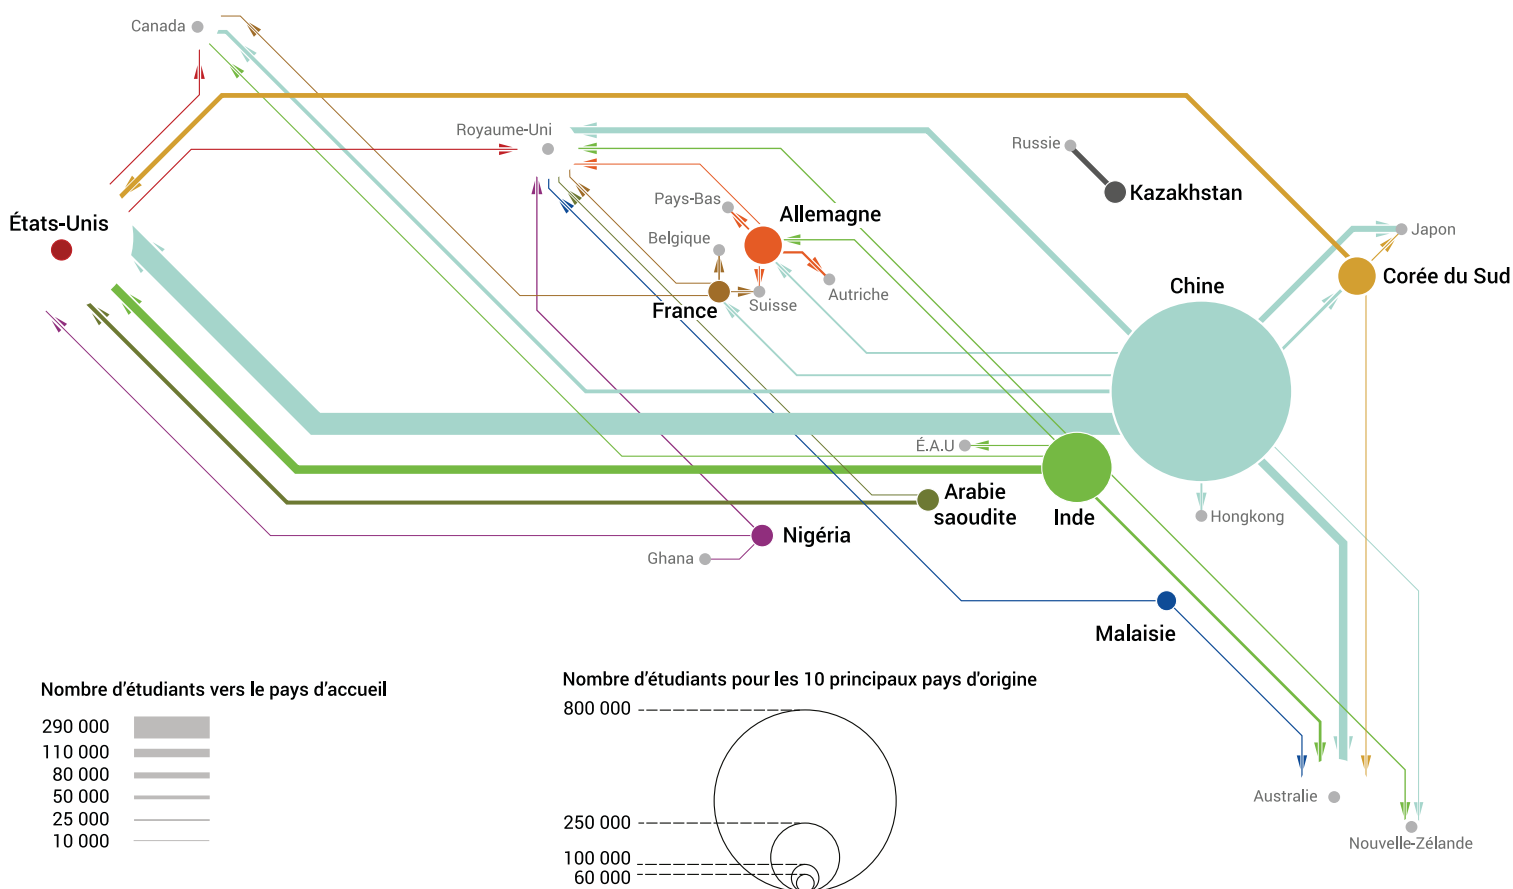 Canada
Royaume-Uni
Russie
Kazakhstan
Pays-Bas
Allemagne
États-Unis
Belgique
Japon
Corée du Sud
Chine
Autriche
Suisse
France
É.A.U
Arabie
saoudite
Inde
Hongkong
Nigéria
Ghana
Malaisie
Australie
Nouvelle-Zélande
Nombre d'étudiants vers le pays d'accueil
290 000
110 000
80 000
50 000
25 000
10 000
Nombre d'étudiants pour les 10 principaux pays d'origine
800 000
250 000
100 000
60 000